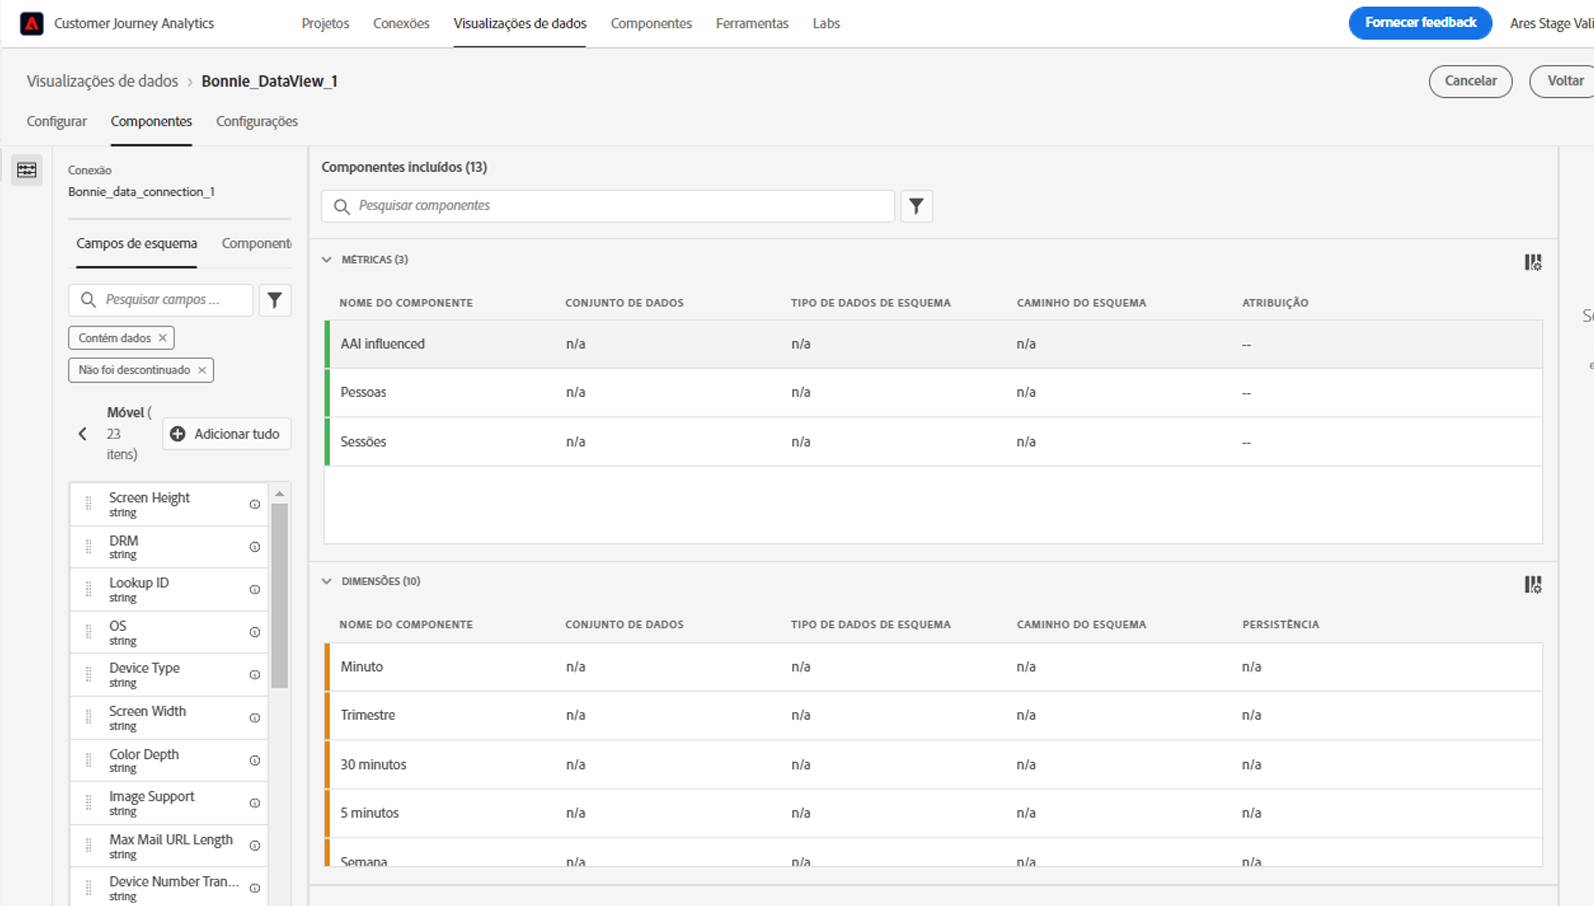 Customer Journey Analytics
Projetos Conexões Visualizações de dados Componentes Ferramentas Labs
Fornecer feedback
Ares Stage Vali
Visualizações de dados › Bonnie_DataView_1
Cancelar
Voltar
Configurar Componentes Configurações
Conexão
Bonnie_data_connection_1
Campos de esquema Component
Pesquisar campos ...
Contém dados
Não foi descontinuado
Móvel (
23
itens)
Adicionar tudo
Screen Height
string
DRM
string
Lookup ID
string
OS
string
Device Type
string
Screen Width
string
Color Depth
string
Image Support
string
Max Mail URL Length
string
Device Number Tran...
string
Componentes incluídos (13)
Pesquisar componentes
MÉTRICAS (3)
NOME DO COMPONENTE CONJUNTO DE DADOS TIPO DE DADOS DE ESQUEMA CAMINHO DO ESQUEMA ATRIBUIÇÃO
AAI influenced n/a n/a n/a --
Pessoas n/a n/a n/a --
Sessões n/a n/a n/a --
DIMENSÕES (10)
NOME DO COMPONENTE CONJUNTO DE DADOS TIPO DE DADOS DE ESQUEMA CAMINHO DO ESQUEMA PERSISTÊNCIA
Minuto n/a n/a n/a n/a
Trimestre n/a n/a n/a n/a
30 minutos n/a n/a n/a n/a
5 minutos n/a n/a n/a n/a
Semana n/a n/a n/a n/a